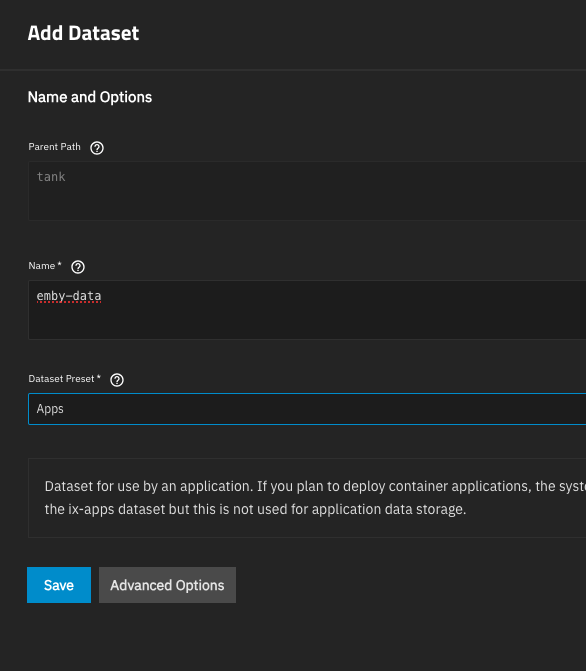 Add Dataset
Name and Options
Parent Path
tank
Name *
emby-data
Dataset Preset *
Apps
Dataset for use by an application. If you plan to deploy container applications, the
the ix-apps dataset but this is not used for application data storage.
Save
Advanced Options